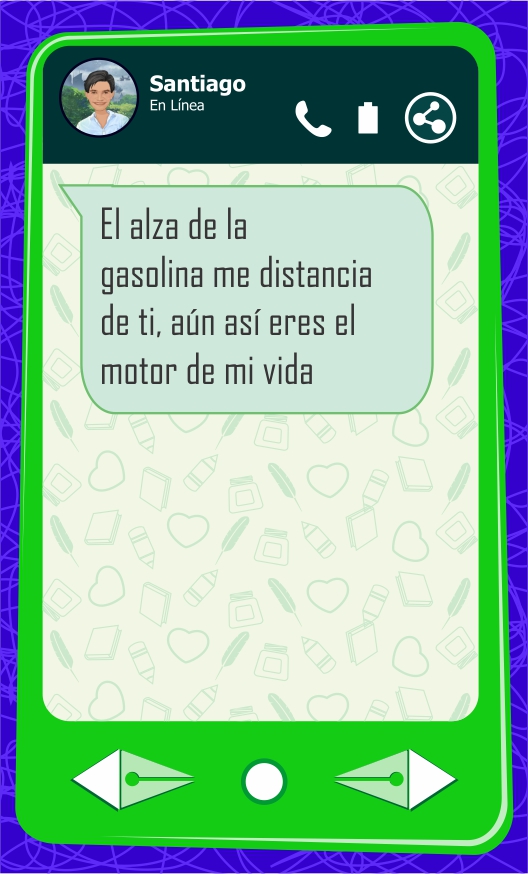 Santiago
En Línea
El alza de la
gasolina me distancia
de ti, aún así eres el
motor de mi vida